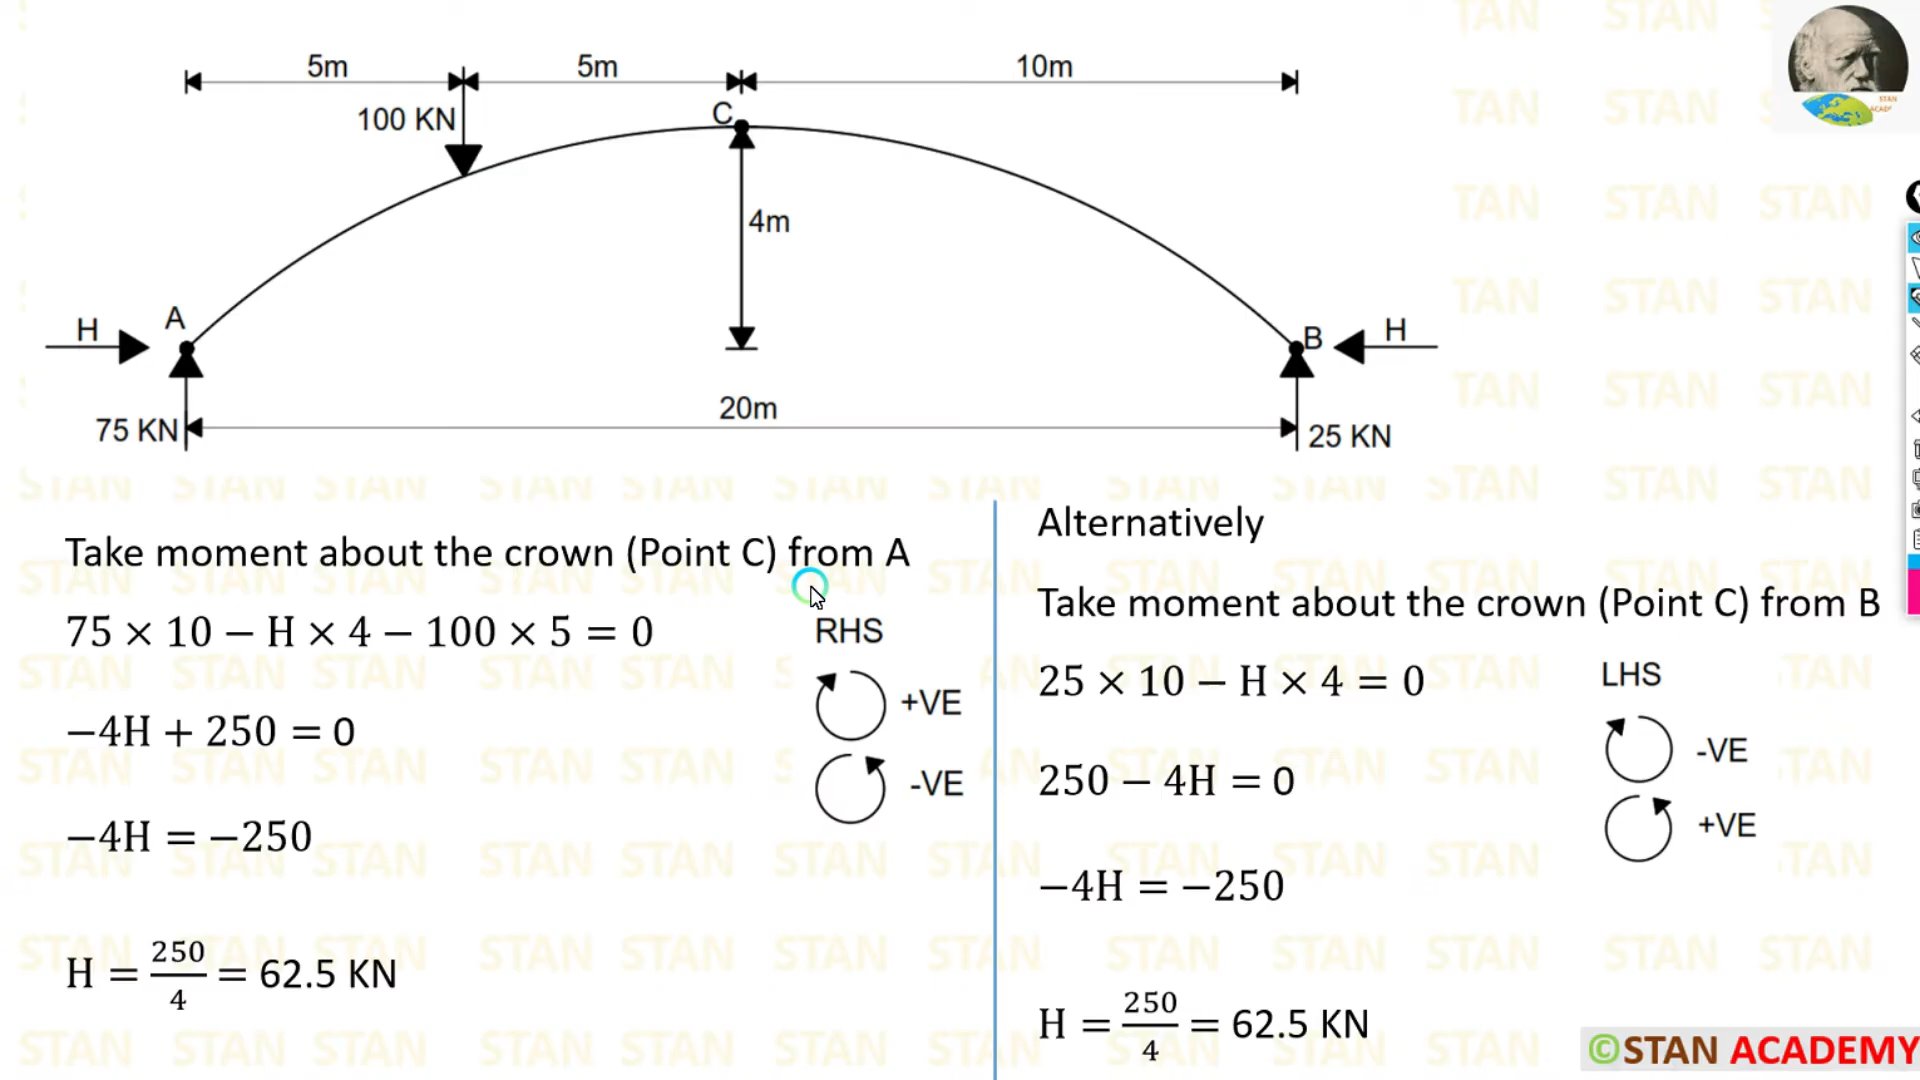 5m
5m
10m
100 KN
C
4m
H
A
B
H
20m
75 KN
25 KN
Take moment about the crown (Point C) from A
75 × 10 − H × 4 − 100 × 5 = 0
−4H + 250 = 0
−4H = −250
H = 250/4 = 62.5 KN
RHS
+VE
-VE
Alternatively
Take moment about the crown (Point C) from B
25 × 10 − H × 4 = 0
250 − 4H = 0
−4H = −250
H = 250/4 = 62.5 KN
LHS
-VE
+VE
STAN
©STAN ACADEMY